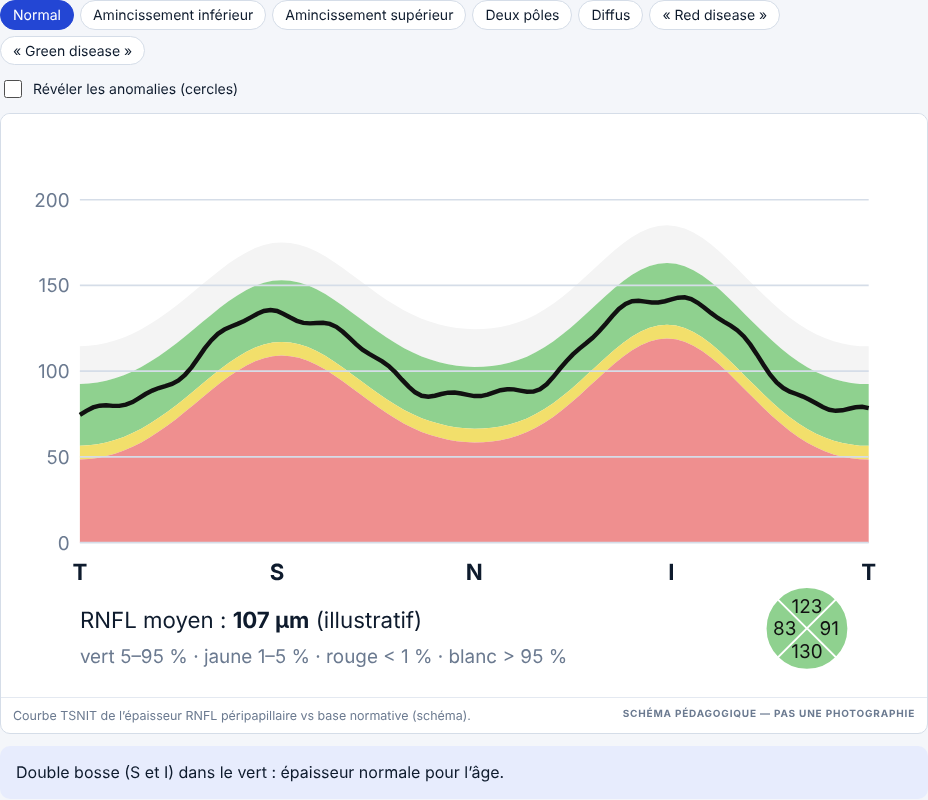 Normal
Amincissement inférieur
Amincissement supérieur
Deux pôles
Diffus
« Red disease »
« Green disease »
Révéler les anomalies (cercles)
200
150
100
50
0
T S N I T
RNFL moyen : 107 µm (illustratif)
vert 5–95 % · jaune 1–5 % · rouge < 1 % · blanc > 95 %
123
83 91
130
Courbe TSNIT de l’épaisseur RNFL péripapillaire vs base normative (schéma).
SCHÉMA PÉDAGOGIQUE — PAS UNE PHOTOGRAPHIE
Double bosse (S et I) dans le vert : épaisseur normale pour l’âge.